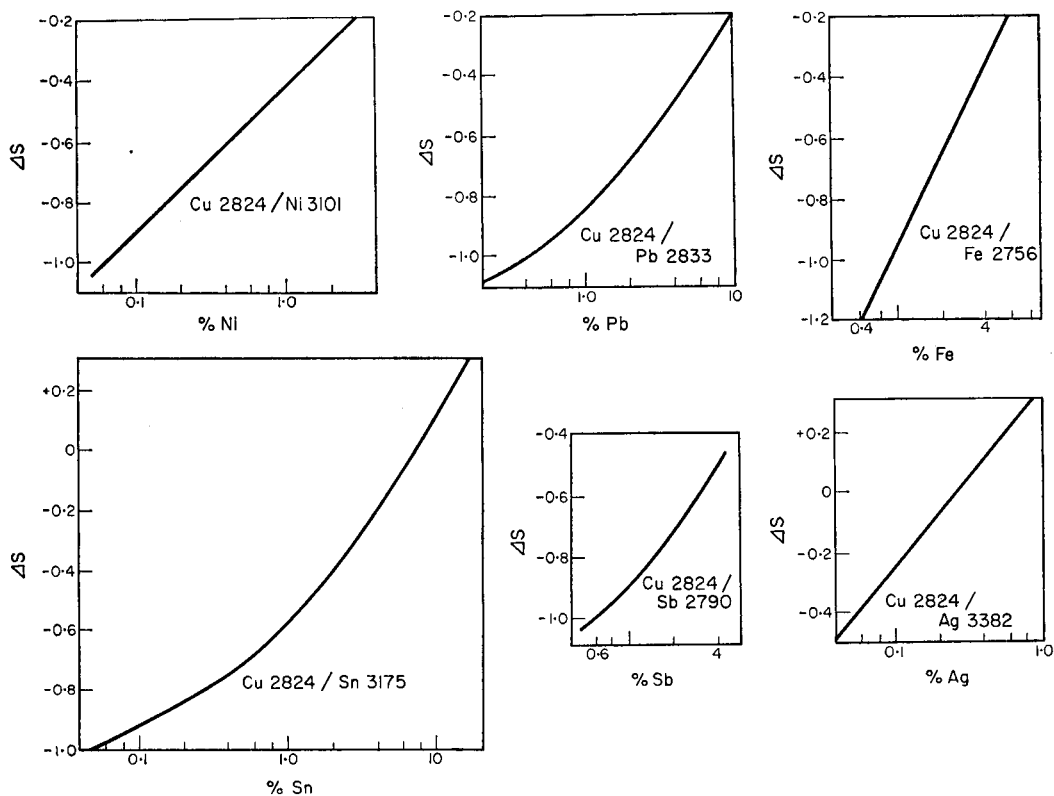 -0·2
-0·4
-0·6
-0·8
-1·0
ΔS
Cu 2824/Ni 3101
0·1 1·0
% Ni
-0·2
-0·4
-0·6
-0·8
-1·0
ΔS
Cu 2824/
Pb 2833
1·0 10
% Pb
-0·2
-0·4
-0·6
-0·8
-1·0
-1·2
ΔS
Cu 2824/
Fe 2756
0·4 4
% Fe
+0·2
0
-0·2
-0·4
-0·6
-0·8
-1·0
ΔS
Cu 2824/Sn 3175
0·1 1·0 10
% Sn
-0·4
-0·6
-0·8
-1·0
ΔS
Cu 2824/
Sb 2790
0·6 4
% Sb
+0·2
0
-0·2
-0·4
ΔS
Cu 2824/
Ag 3382
0·1 1·0
% Ag